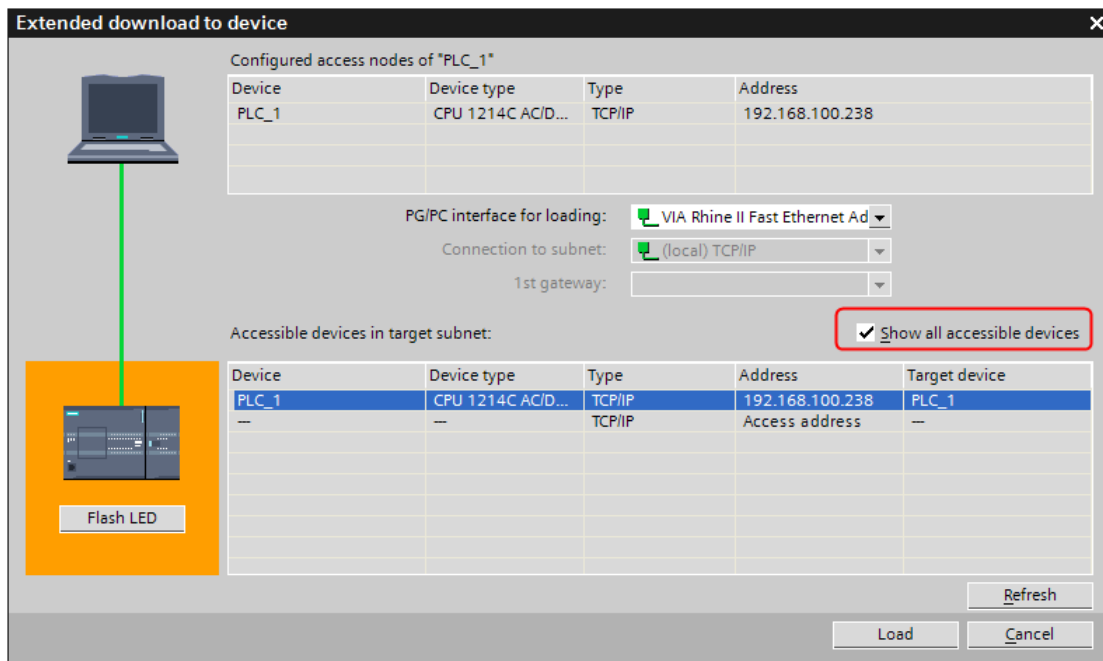 Extended download to device
Configured access nodes of "PLC_1"
Device Device type Type Address
PLC_1 CPU 1214C AC/D... TCP/IP 192.168.100.238
PG/PC interface for loading: VIA Rhine II Fast Ethernet Ad
Connection to subnet: (local) TCP/IP
1st gateway:
Accessible devices in target subnet: Show all accessible devices
Device Device type Type Address Target device
PLC_1 CPU 1214C AC/D... TCP/IP 192.168.100.238 PLC_1
— — TCP/IP Access address —
Flash LED
Refresh
Load Cancel